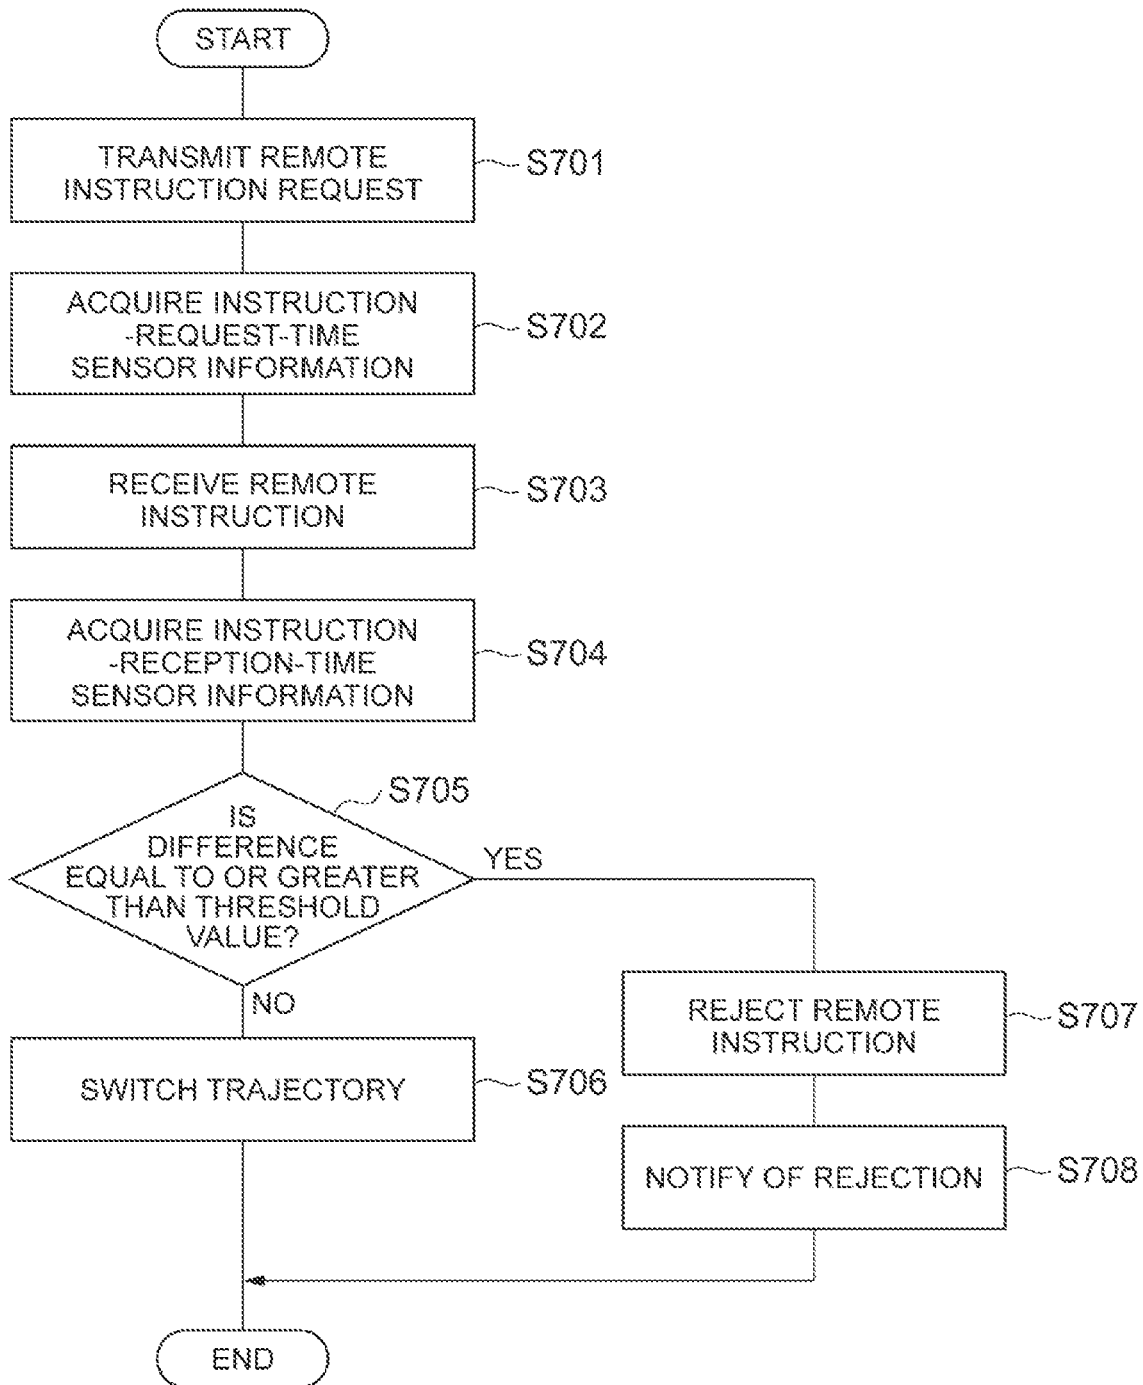 START
TRANSMIT REMOTE
INSTRUCTION REQUEST
S701
ACQUIRE INSTRUCTION
-REQUEST-TIME
SENSOR INFORMATION
S702
RECEIVE REMOTE
INSTRUCTION
S703
ACQUIRE INSTRUCTION
-RECEPTION-TIME
SENSOR INFORMATION
S704
S705
IS
DIFFERENCE
EQUAL TO OR GREATER
THAN THRESHOLD
VALUE?
YES
NO
REJECT REMOTE
INSTRUCTION
S707
SWITCH TRAJECTORY
S706
NOTIFY OF REJECTION
S708
END